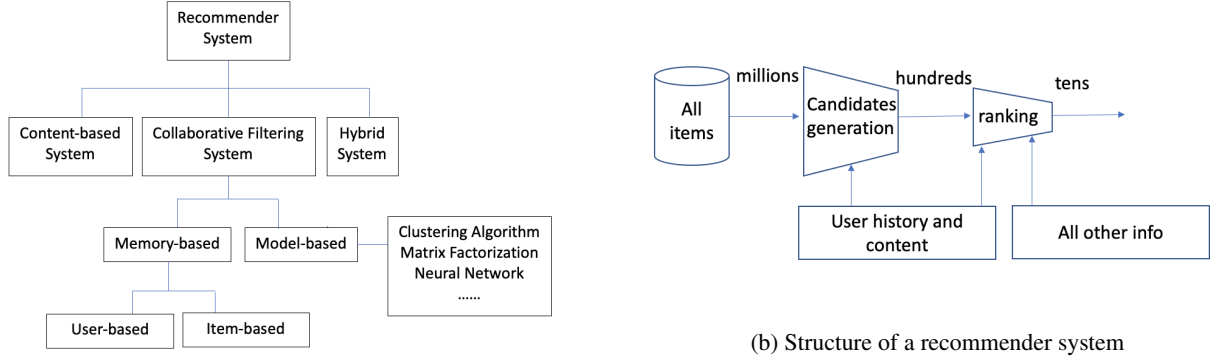 Recommender
System
Content-based
System
Collaborative Filtering
System
Hybrid
System
Memory-based
Model-based
Clustering Algorithm
Matrix Factorization
Neural Network
......
User-based
Item-based
All
items
millions
Candidates
generation
hundreds
ranking
tens
User history and
content
All other info
(b) Structure of a recommender system